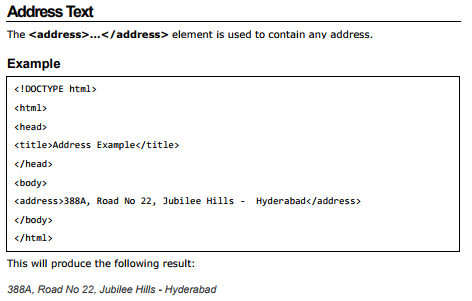 Address Text
The <address>...</address> element is used to contain any address.
Example
<!DOCTYPE html>
<html>
<head>
<title>Address Example</title>
</head>
<body>
<address>388A, Road No 22, Jubilee Hills -  Hyderabad</address>
</body>
</html>
This will produce the following result:
388A, Road No 22, Jubilee Hills - Hyderabad